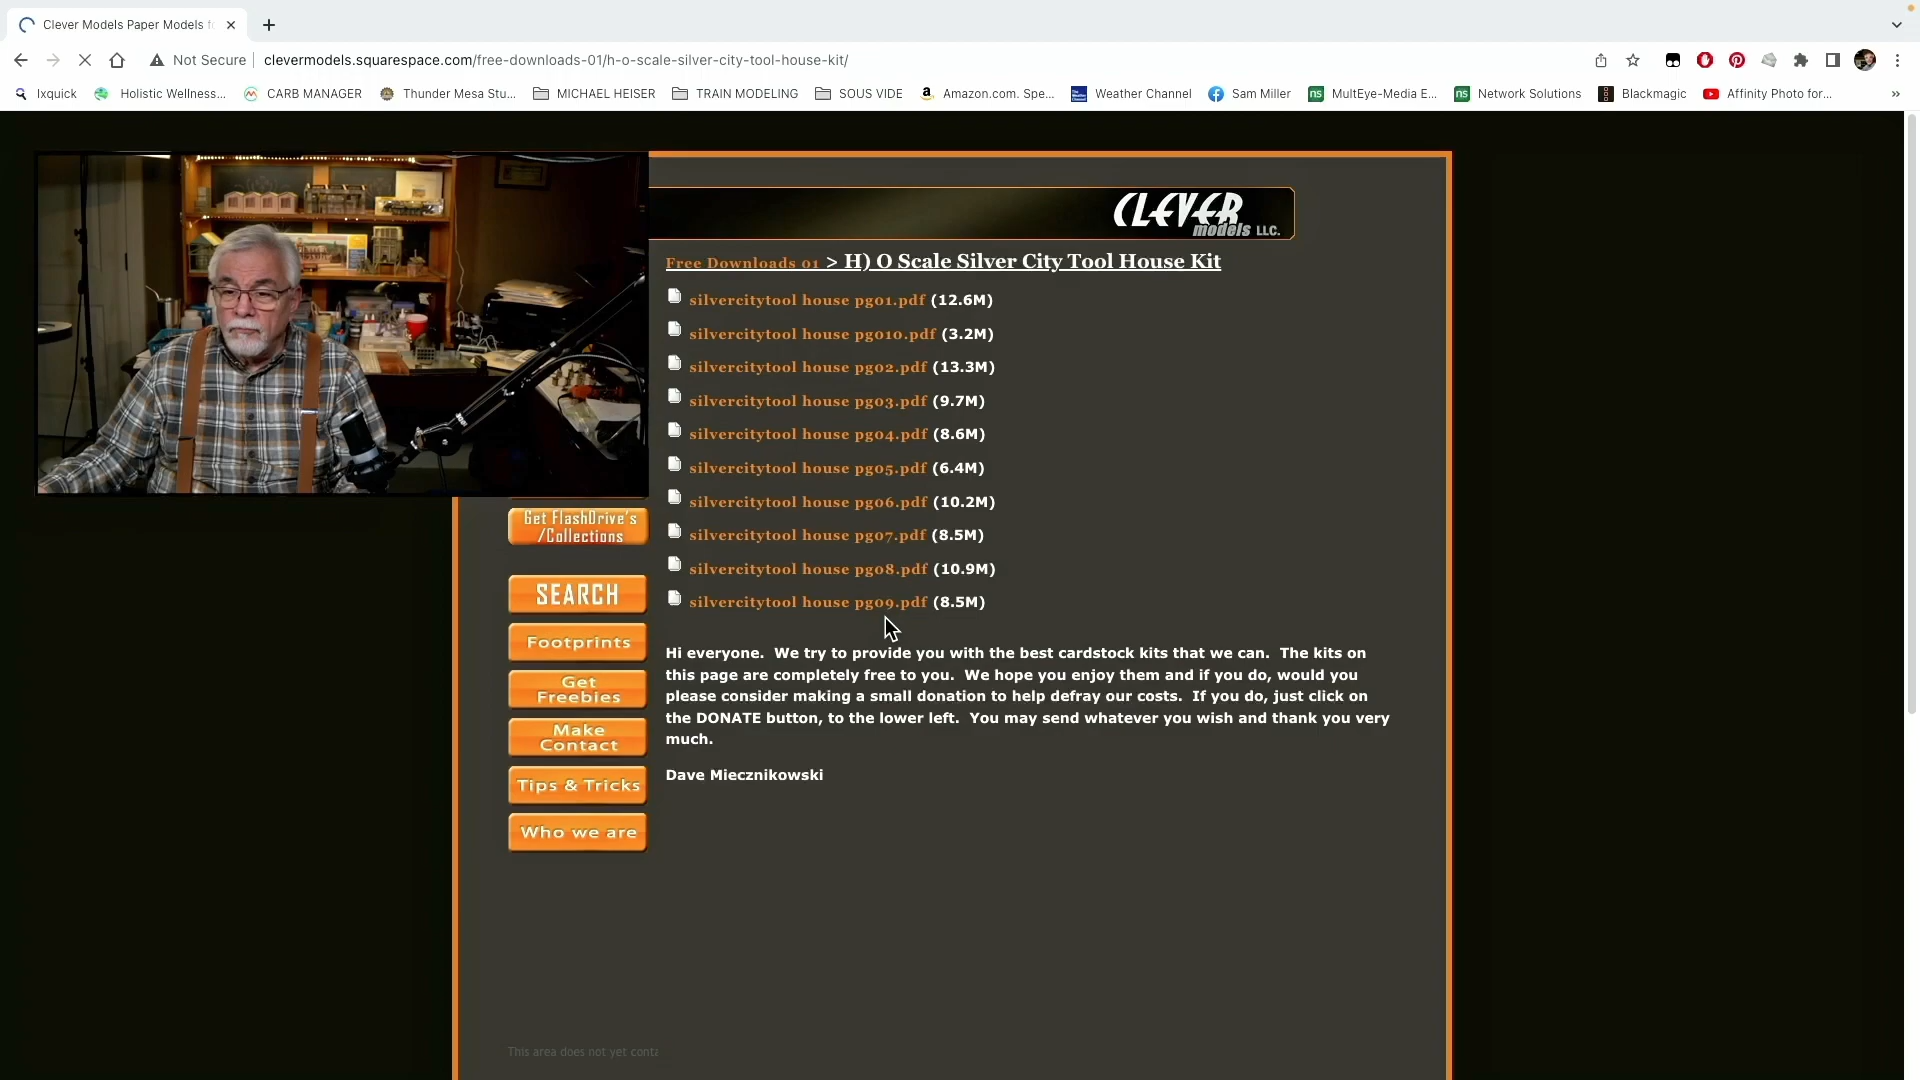 Clever Models Paper Models f
Not Secure
clevermodels.squarespace.com/free-downloads-01/h-o-scale-silver-city-tool-house-kit/
Ixquick
Holistic Wellness...
CARB MANAGER
Thunder Mesa Stu...
MICHAEL HEISER
TRAIN MODELING
SOUS VIDE
Amazon.com. Spe...
Weather Channel
Sam Miller
MultEye-Media E...
Network Solutions
Blackmagic
Affinity Photo for...
»
CLEVER
models LLC.
Free Downloads 01 > H) O Scale Silver City Tool House Kit
silvercitytool house pg01.pdf (12.6M)
silvercitytool house pg010.pdf (3.2M)
silvercitytool house pg02.pdf (13.3M)
silvercitytool house pg03.pdf (9.7M)
silvercitytool house pg04.pdf (8.6M)
silvercitytool house pg05.pdf (6.4M)
silvercitytool house pg06.pdf (10.2M)
silvercitytool house pg07.pdf (8.5M)
silvercitytool house pg08.pdf (10.9M)
silvercitytool house pg09.pdf (8.5M)
Get FlashDrive's
/Collections
SEARCH
Footprints
Get
Freebies
Make
Contact
Tips & Tricks
Who we are
Hi everyone. We try to provide you with the best cardstock kits that we can. The kits on
this page are completely free to you. We hope you enjoy them and if you do, would you
please consider making a small donation to help defray our costs. If you do, just click on
the DONATE button, to the lower left. You may send whatever you wish and thank you very
much.
Dave Miecznikowski
This area does not yet conta